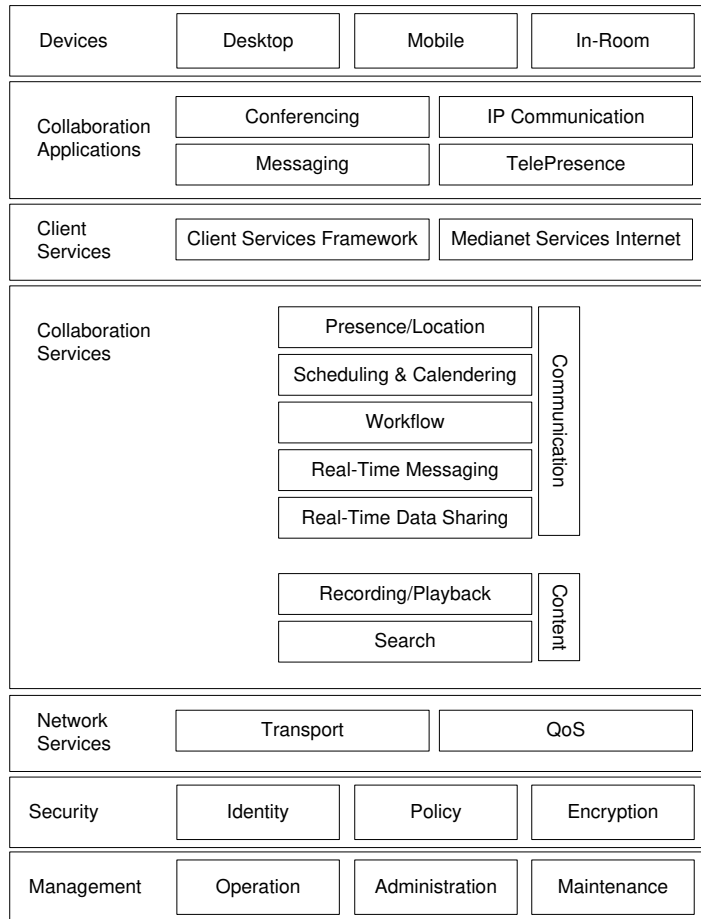 Devices
Desktop
Mobile
In-Room
Collaboration
Applications
Conferencing
IP Communication
Messaging
TelePresence
Client
Services
Client Services Framework
Medianet Services Internet
Collaboration
Services
Presence/Location
Scheduling & Calendering
Workflow
Real-Time Messaging
Real-Time Data Sharing
Communication
Recording/Playback
Search
Content
Network
Services
Transport
QoS
Security
Identity
Policy
Encryption
Management
Operation
Administration
Maintenance